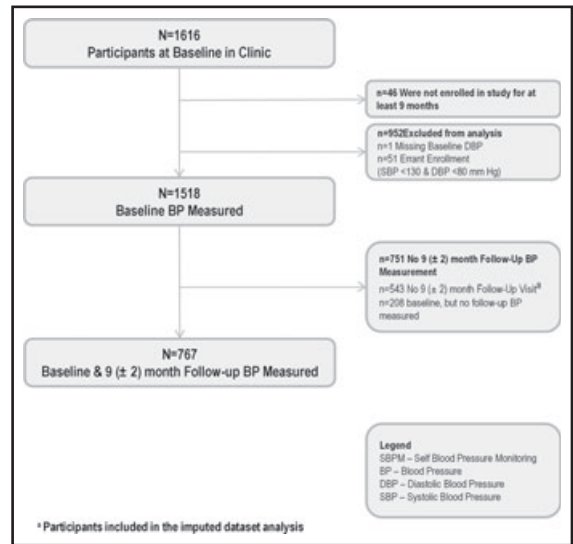 N=1616
Participants at Baseline in Clinic
n=46 Were not enrolled in study for at
least 9 months
n=952Excluded from analysis
n=1 Missing Baseline DBP
n=51 Errant Enrollment
(SBP <130 & DBP <80 mm Hg)
N=1518
Baseline BP Measured
n=751 No 9 (± 2) month Follow-Up BP
Measurement
n=543 No 9 (± 2) month Follow-Up Visitª
n=208 baseline, but no follow-up BP
measured
N=767
Baseline & 9 (± 2) month Follow-up BP Measured
Legend
SBPM – Self Blood Pressure Monitoring
BP – Blood Pressure
DBP – Diastolic Blood Pressure
SBP – Systolic Blood Pressure
ª Participants included in the imputed dataset analysis